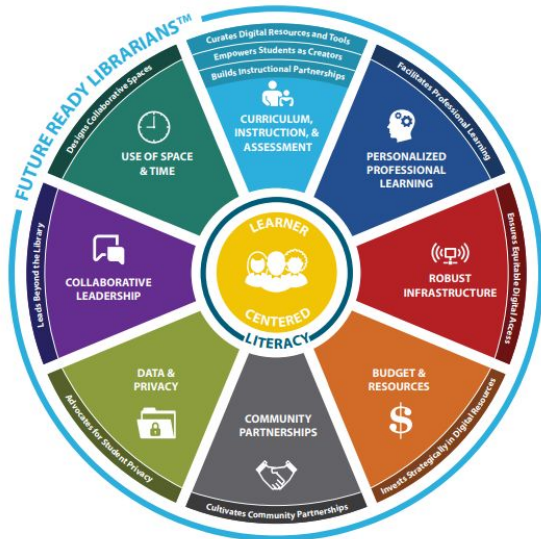 FUTURE READY LIBRARIANS™
Curates Digital Resources and Tools
Empowers Students as Creators
Builds Instructional Partnerships
CURRICULUM,
INSTRUCTION, &
ASSESSMENT
Facilitates Professional Learning
PERSONALIZED
PROFESSIONAL
LEARNING
Ensures Equitable Digital Access
ROBUST
INFRASTRUCTURE
Invests Strategically in Digital Resources
BUDGET &
RESOURCES
$
Cultivates Community Partnerships
COMMUNITY
PARTNERSHIPS
Advocates for Student Privacy
DATA &
PRIVACY
Leads Beyond the Library
COLLABORATIVE
LEADERSHIP
Designs Collaborative Spaces
USE OF SPACE
& TIME
LEARNER
CENTERED
LITERACY